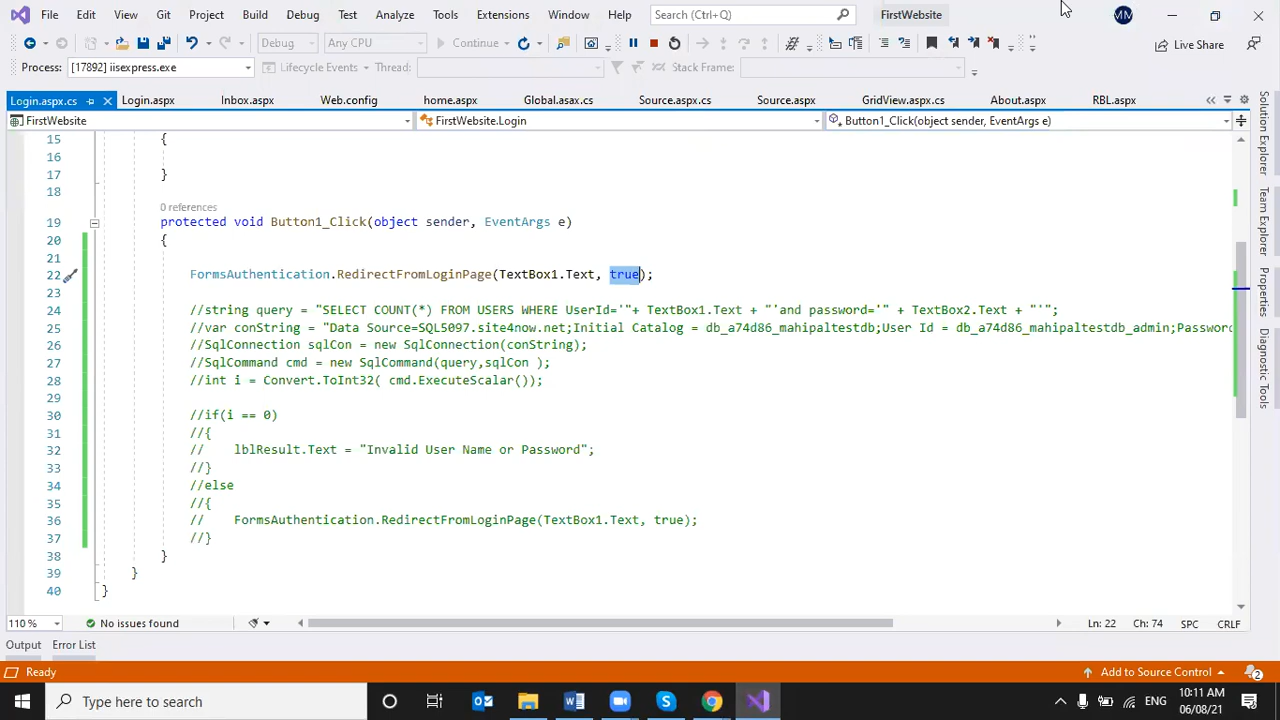 File Edit View Git Project Build Debug Test Analyze Tools Extensions Window Help Search (Ctrl+Q) FirstWebsite MM
Debug Any CPU Continue Live Share
Process: [17892] iisexpress.exe Lifecycle Events Thread: Stack Frame:
Login.aspx.cs Login.aspx Inbox.aspx Web.config home.aspx Global.asax.cs Source.aspx.cs Source.aspx GridView.aspx.cs About.aspx RBL.aspx
FirstWebsite FirstWebsite.Login Button1_Click(object sender, EventArgs e)
15 {
16
17 }
18
0 references
19 protected void Button1_Click(object sender, EventArgs e)
20 {
21
22 FormsAuthentication.RedirectFromLoginPage(TextBox1.Text, true);
23
24 //string query = "SELECT COUNT(*) FROM USERS WHERE UserId='"+ TextBox1.Text + "'and password='" + TextBox2.Text + "'";
25 //var conString = "Data Source=SQL5097.site4now.net;Initial Catalog = db_a74d86_mahipaltestdb;User Id = db_a74d86_mahipaltestdb_admin;Password
26 //SqlConnection sqlCon = new SqlConnection(conString);
27 //SqlCommand cmd = new SqlCommand(query,sqlCon );
28 //int i = Convert.ToInt32( cmd.ExecuteScalar());
29
30 //if(i == 0)
31 //{
32 // lblResult.Text = "Invalid User Name or Password";
33 //}
34 //else
35 //{
36 // FormsAuthentication.RedirectFromLoginPage(TextBox1.Text, true);
37 //}
38 }
39 }
40 }
110 % No issues found Ln: 22 Ch: 74 SPC CRLF
Output Error List
Ready Add to Source Control 2
Type here to search ENG 10:11 AM
06/08/21
Solution Explorer
Team Explorer
Properties
Diagnostic Tools